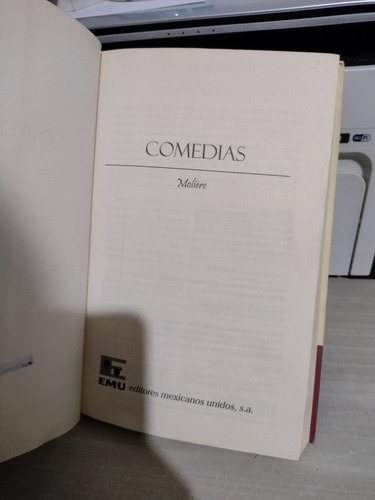 COMEDIAS
Molière
EMU editores mexicanos unidos, s.a.